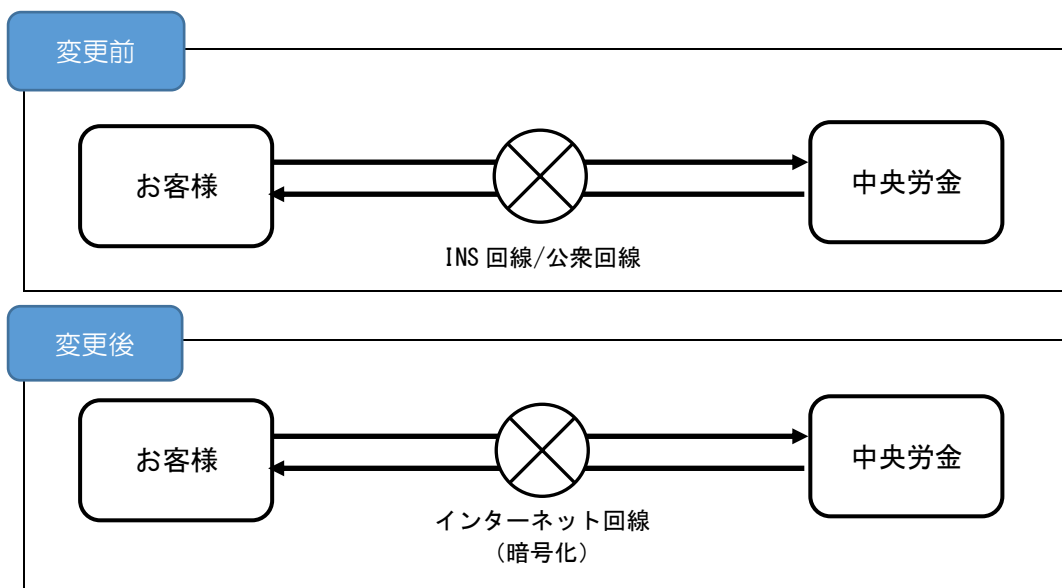 変更前
お客様
中央労金
INS 回線/公衆回線
変更後
お客様
中央労金
インターネット回線
（暗号化）